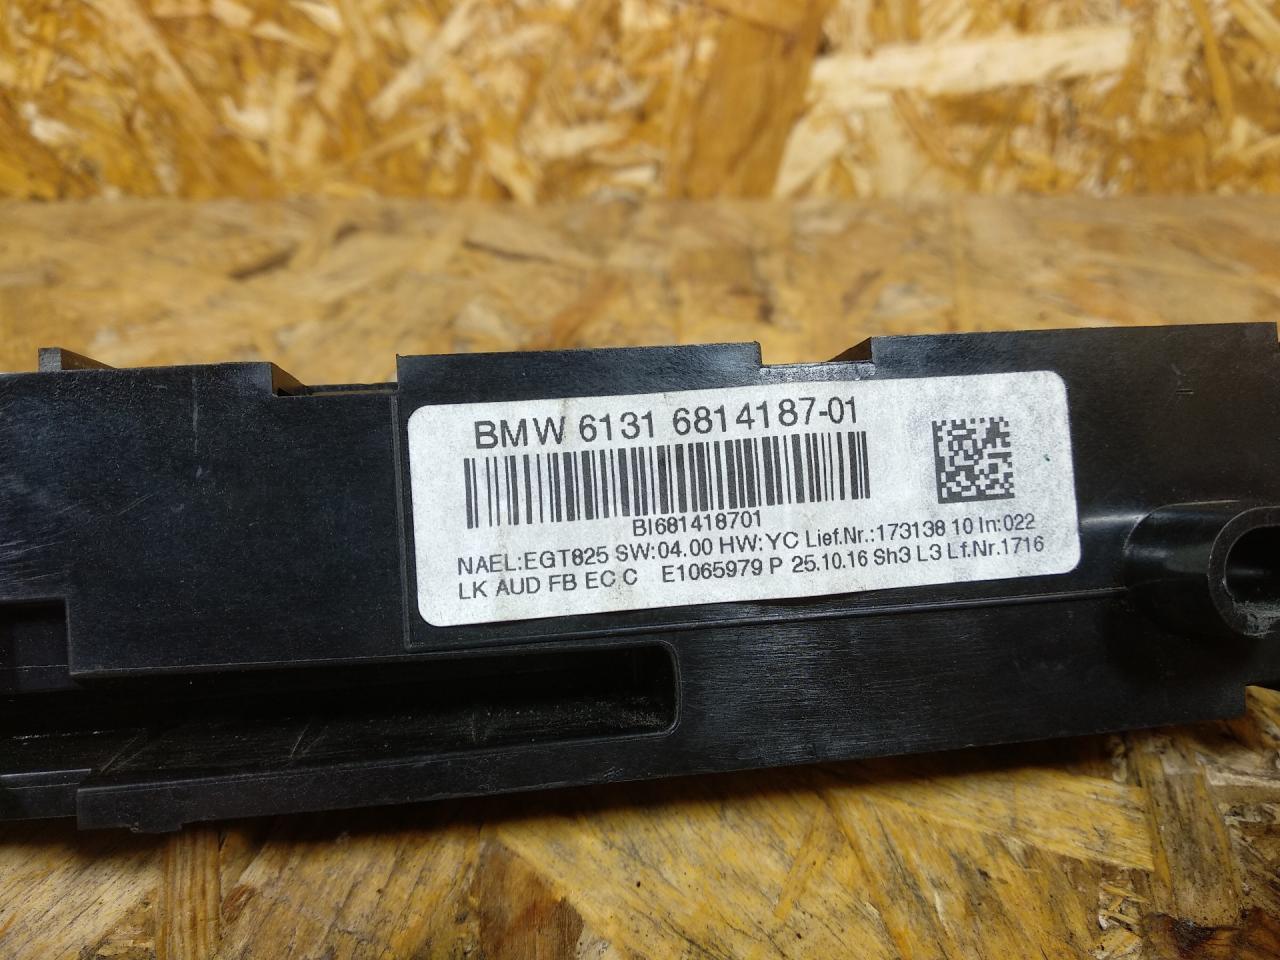 BMW 6131 6814187-01
BI681418701
NAEL:EGT825 SW:04.00 HW:YC Lief.Nr.:173138 10 In:022
LK AUD FB EC C E1065979 P 25.10.16 Sh3 L3 Lf.Nr.1716